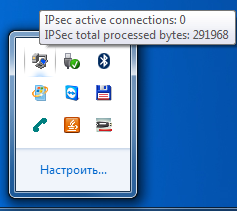 IPsec active connections: 0
IPSec total processed bytes: 291968
Настроить...